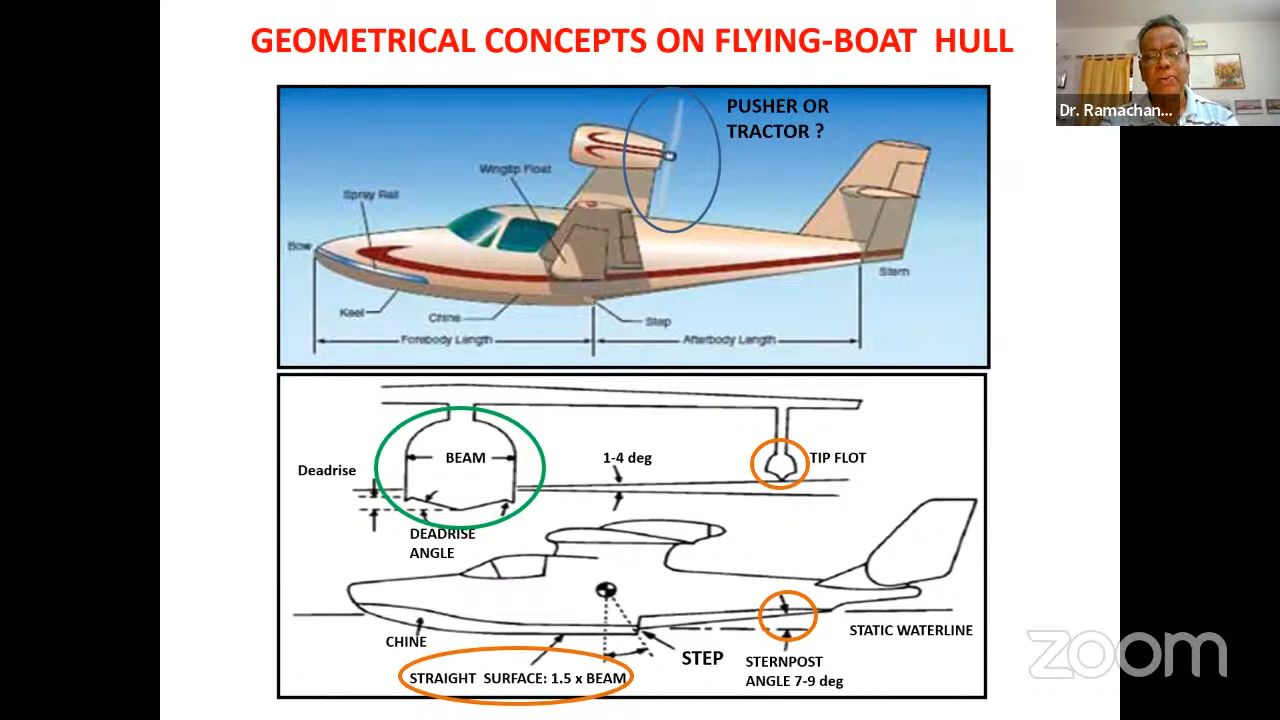 GEOMETRICAL CONCEPTS ON FLYING-BOAT HULL
Dr. Ramachan...
PUSHER OR
TRACTOR ?
Wingtip Float
Spray Rail
Bow
Stern
Keel
Chine
Step
Forebody Length
Afterbody Length
BEAM
1-4 deg
TIP FLOT
Deadrise
DEADRISE
ANGLE
CHINE
STATIC WATERLINE
STEP
STERNPOST
ANGLE 7-9 deg
STRAIGHT SURFACE: 1.5 x BEAM
zoom